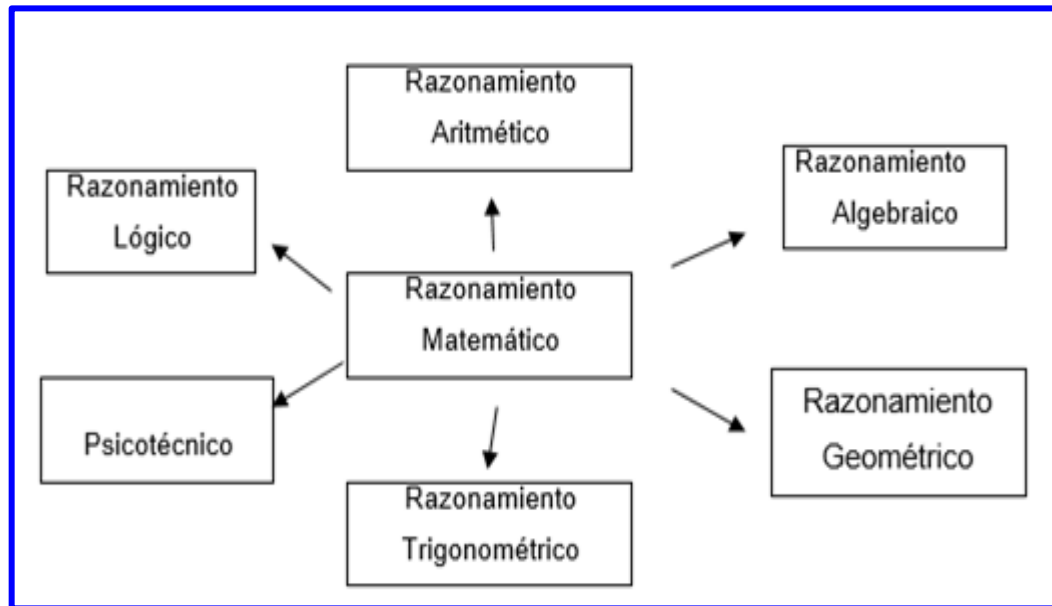 Razonamiento
Aritmético
Razonamiento
Algebraico
Razonamiento
Lógico
Razonamiento
Matemático
Razonamiento
Geométrico
Psicotécnico
Razonamiento
Trigonométrico